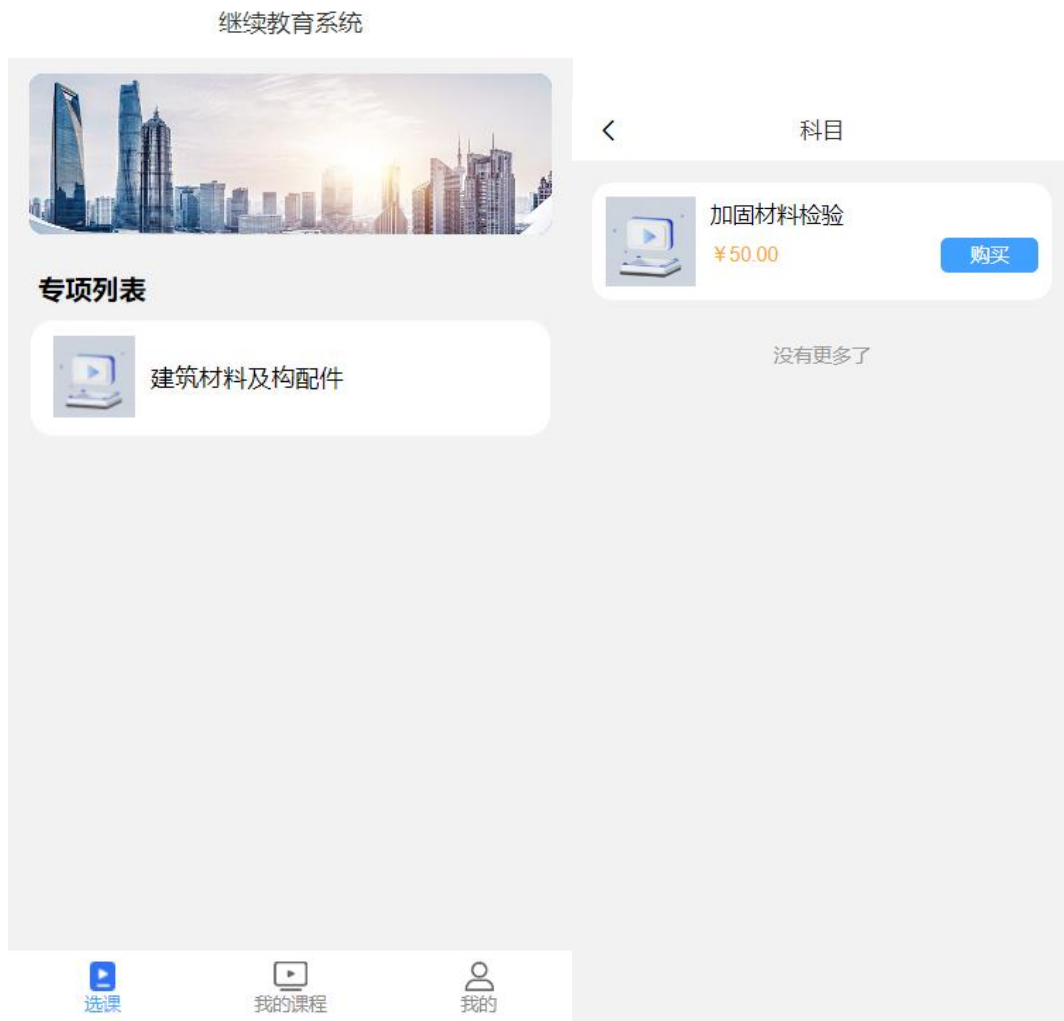 继续教育系统
专项列表
建筑材料及构配件
选课
我的课程
我的
科目
加固材料检验
￥50.00
购买
没有更多了